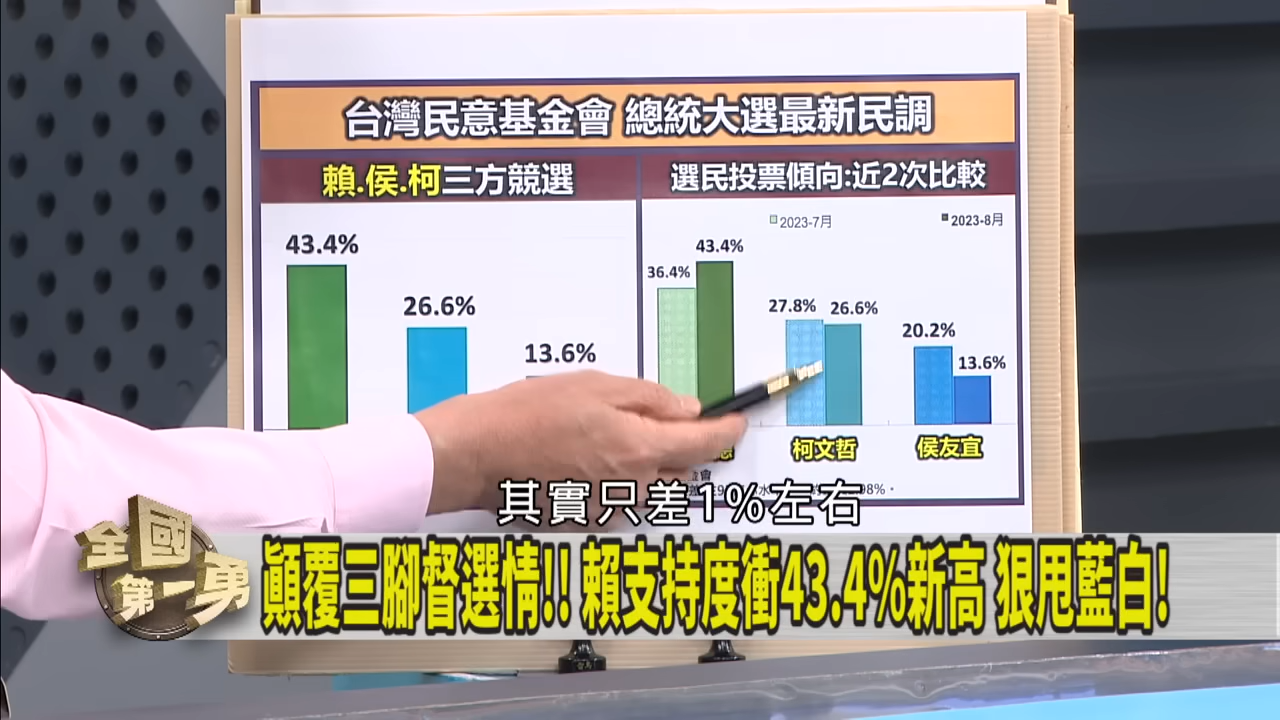 台灣民意基金會 總統大選最新民調
賴.侯.柯三方競選
43.4%
26.6%
13.6%
選民投票傾向:近2次比較
2023-7月
2023-8月
36.4%
43.4%
27.8%
26.6%
20.2%
13.6%
柯文哲
侯友宜
金會
98%。
其實只差1%左右
全國第一勇
顛覆三腳督選情!! 賴支持度衝43.4%新高 狠甩藍白!